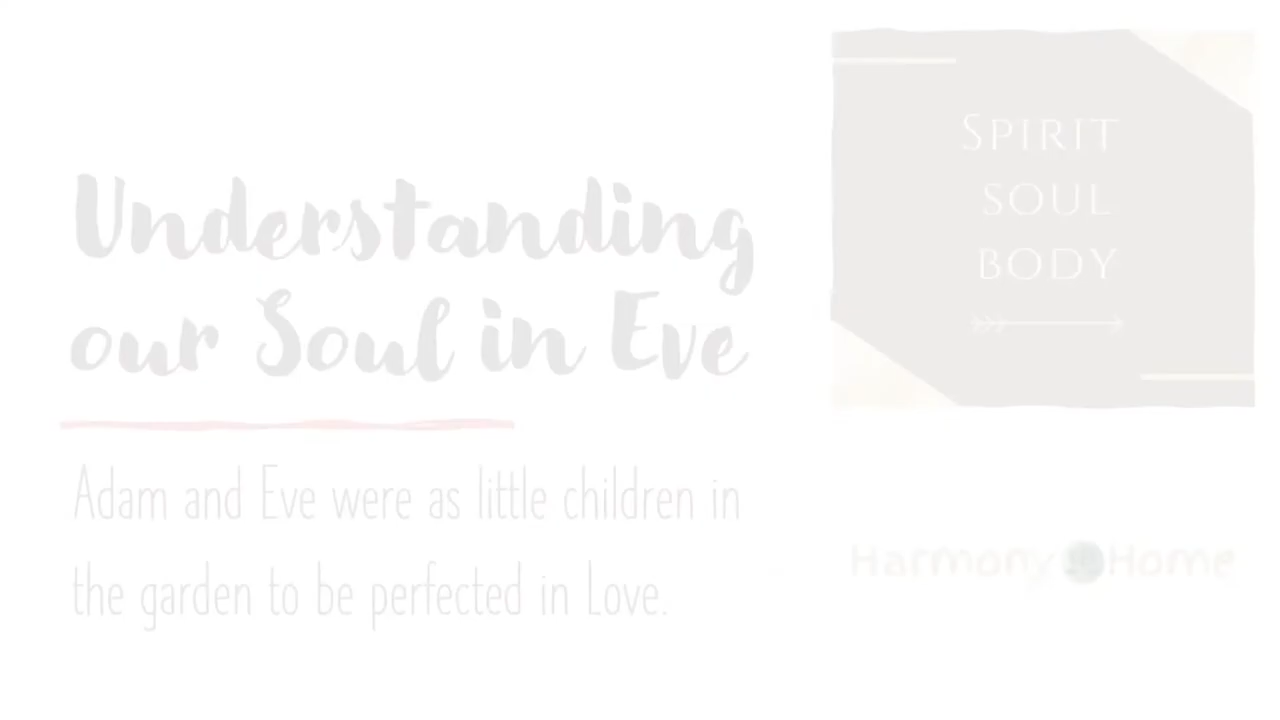 Understanding
our Soul in Eve
Adam and Eve were as little children in
the garden to be perfected in Love.
SPIRIT
SOUL
BODY
Harmony Home